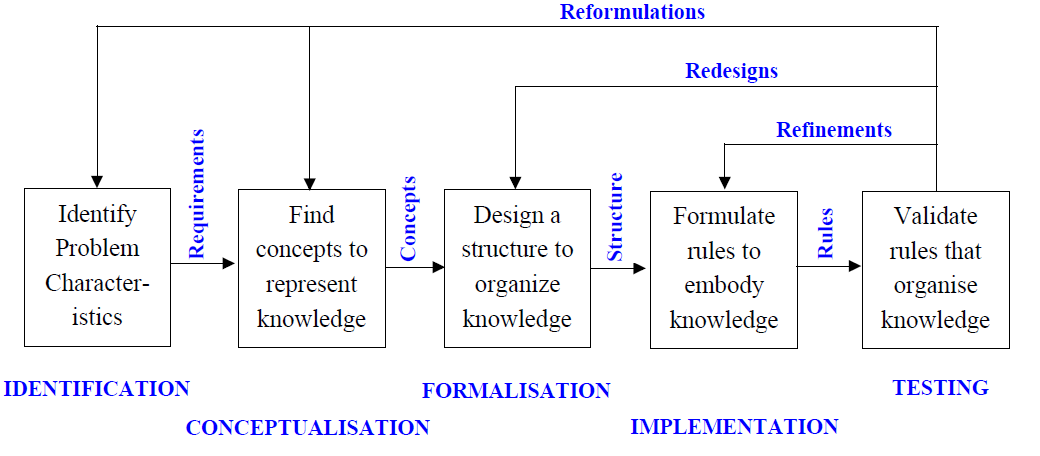 Reformulations
Redesigns
Refinements
Identify
Problem
Character-
istics
Requirements
Find
concepts to
represent
knowledge
Concepts
Design a
structure to
organize
knowledge
Structure
Formulate
rules to
embody
knowledge
Rules
Validate
rules that
organise
knowledge
IDENTIFICATION
CONCEPTUALISATION
FORMALISATION
IMPLEMENTATION
TESTING